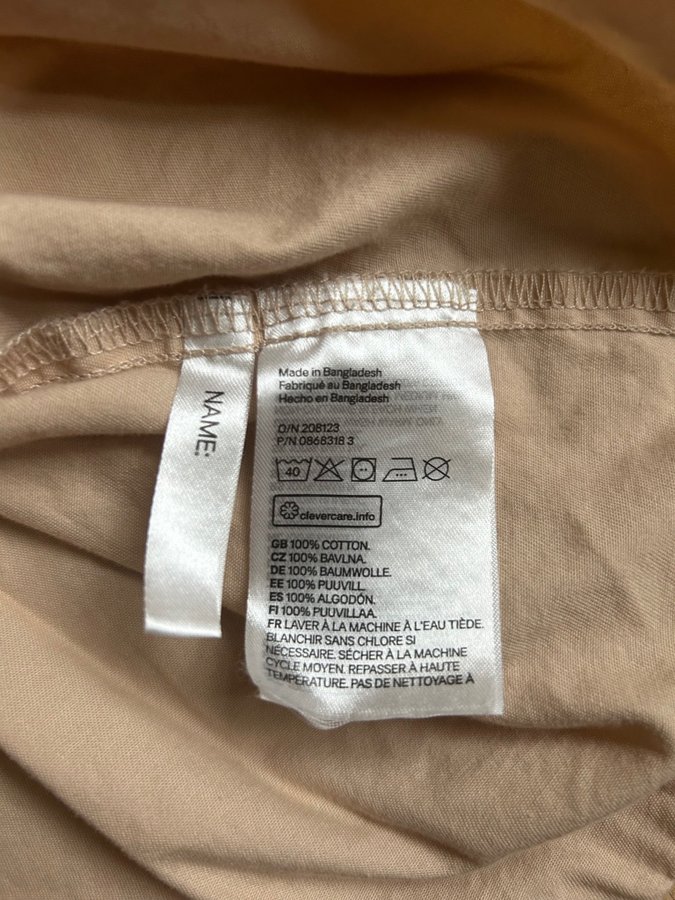 NAME:
Made in Bangladesh
Fabriqué au Bangladesh
Hecho en Bangladesh
O/N 208123
P/N 0868318 3
40
clevercare.info
GB 100% COTTON.
CZ 100% BAVLNA.
DE 100% BAUMWOLLE.
EE 100% PUUVILL.
ES 100% ALGODÓN.
FI 100% PUUVILLAA.
FR LAVER À LA MACHINE À L'EAU TIÈDE.
BLANCHIR SANS CHLORE SI
NÉCESSAIRE. SÉCHER À LA MACHINE
CYCLE MOYEN. REPASSER À HAUTE
TEMPÉRATURE. PAS DE NETTOYAGE À